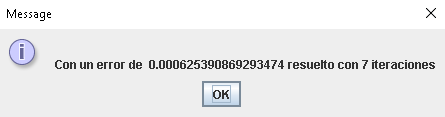 Message
Con un error de  0.000625390869293474 resuelto con 7 iteraciones
OK